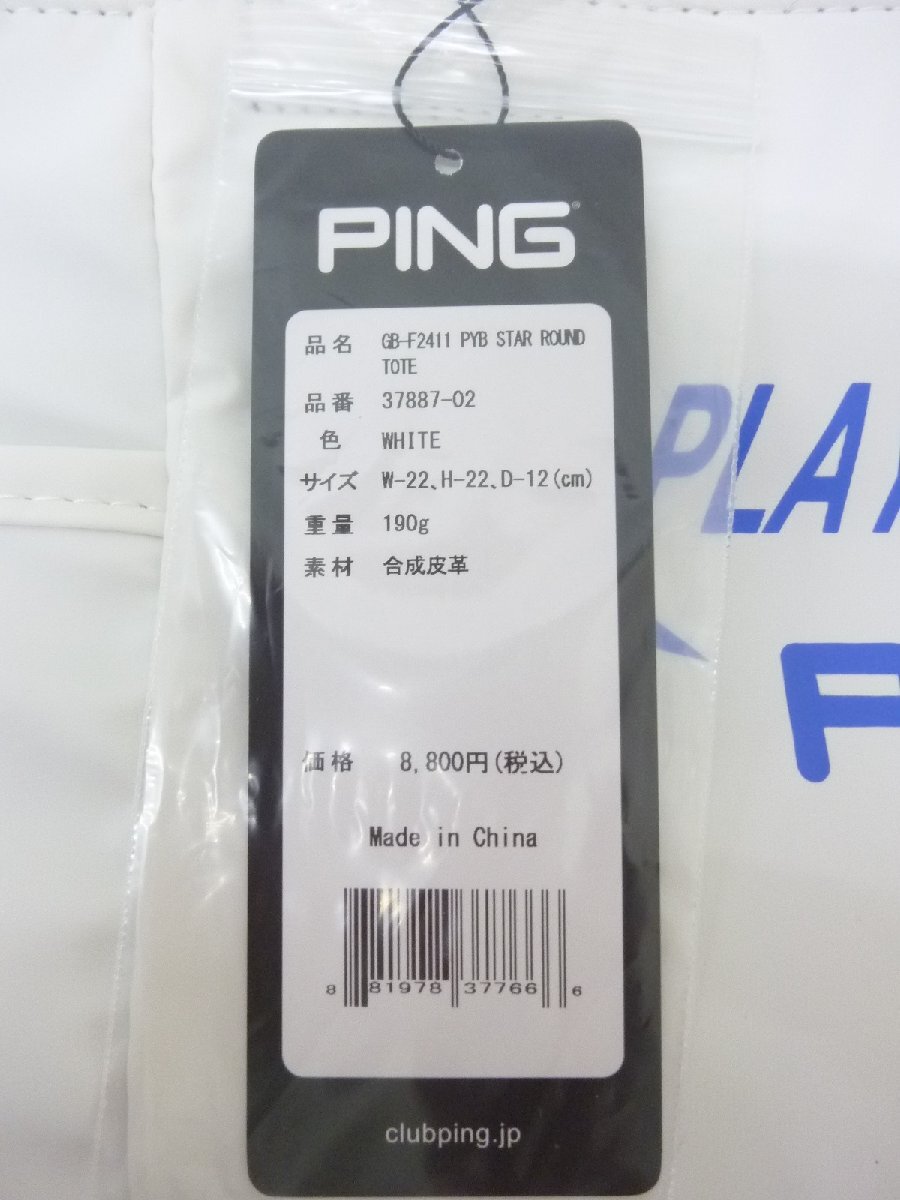 PING®
品名 GB-F2411 PYB STAR ROUND
TOTE
品番 37887-02
色 WHITE
サイズ W-22、H-22、D-12(cm)
重量 190g
素材 合成皮革
価格 8,800円(税込)
Made in China
8 81978 37766 6
clubping.jp
PLA
P